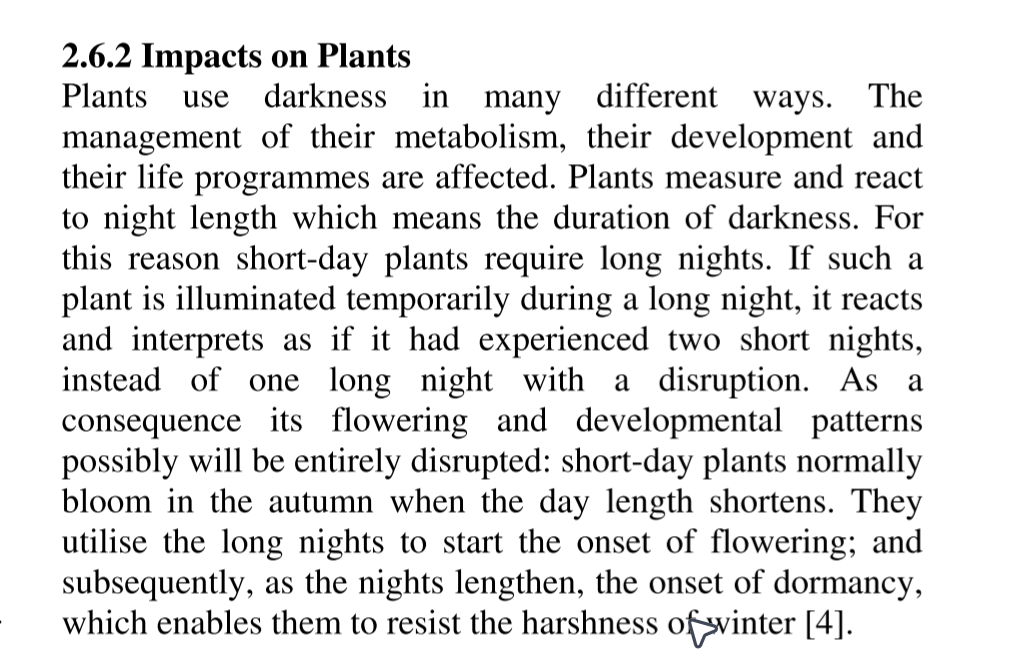 2.6.2 Impacts on Plants
Plants use darkness in many different ways. The
management of their metabolism, their development and
their life programmes are affected. Plants measure and react
to night length which means the duration of darkness. For
this reason short-day plants require long nights. If such a
plant is illuminated temporarily during a long night, it reacts
and interprets as if it had experienced two short nights,
instead of one long night with a disruption. As a
consequence its flowering and developmental patterns
possibly will be entirely disrupted: short-day plants normally
bloom in the autumn when the day length shortens. They
utilise the long nights to start the onset of flowering; and
subsequently, as the nights lengthen, the onset of dormancy,
which enables them to resist the harshness of winter [4].